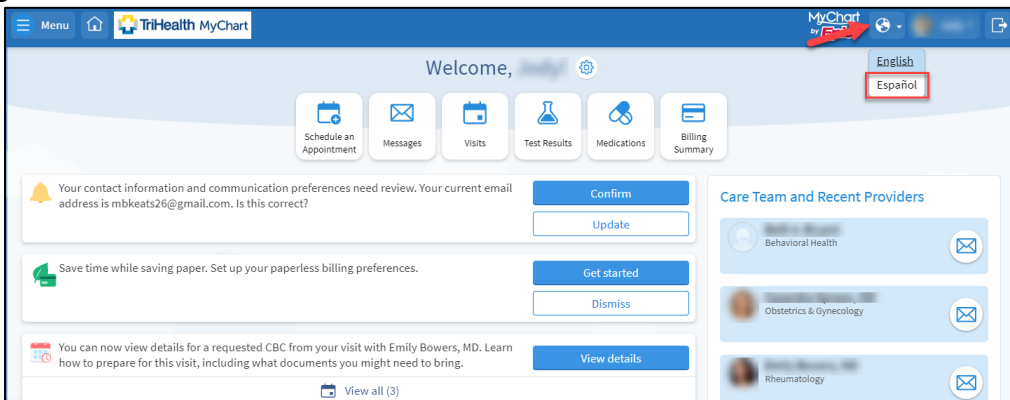 Menu
TriHealth MyChart
MyChart
by
English
Español
Welcome,
Schedule an
Appointment
Messages
Visits
Test Results
Medications
Billing
Summary
Your contact information and communication preferences need review. Your current email
address is mbkeats26@gmail.com. Is this correct?
Confirm
Update
Save time while saving paper. Set up your paperless billing preferences.
Get started
Dismiss
You can now view details for a requested CBC from your visit with Emily Bowers, MD. Learn
how to prepare for this visit, including what documents you might need to bring.
View details
View all (3)
Care Team and Recent Providers
Behavioral Health
Obstetrics & Gynecology
Rheumatology